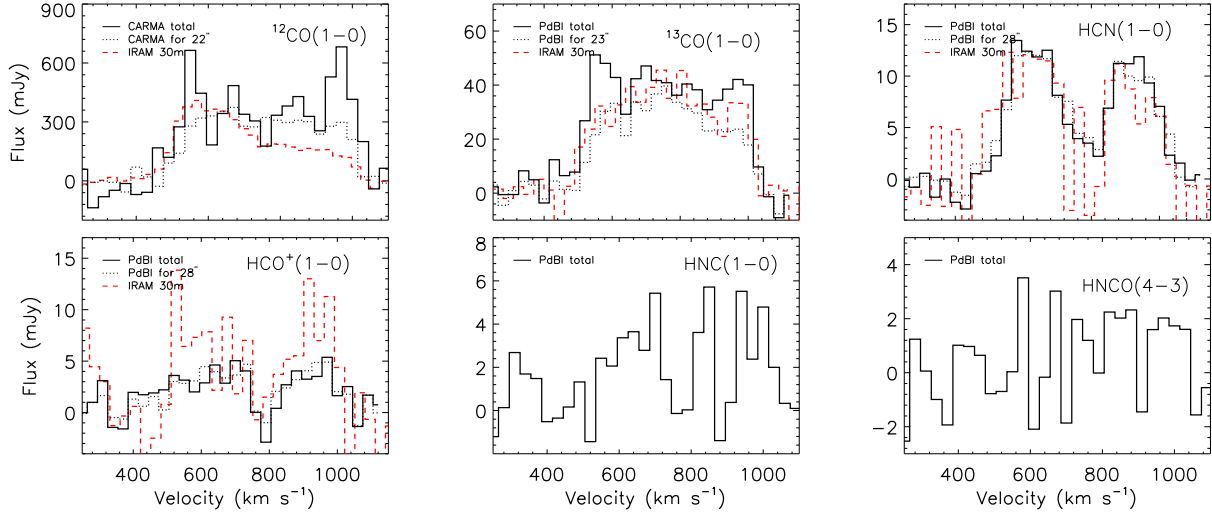 900
600
300
0
Flux (mJy)
CARMA total
CARMA for 22"
IRAM 30m
¹²CO(1−0)
60
40
20
0
PdBI total
PdBI for 23"
IRAM 30m
¹³CO(1−0)
15
10
5
0
PdBI total
PdBI for 28"
IRAM 30m
HCN(1−0)
15
10
5
0
Flux (mJy)
PdBI total
PdBI for 28"
IRAM 30m
HCO⁺(1−0)
400 600 800 1000
Velocity (km s⁻¹)
8
6
4
2
0
PdBI total
HNC(1−0)
400 600 800 1000
Velocity (km s⁻¹)
4
2
0
−2
PdBI total
HNCO(4−3)
400 600 800 1000
Velocity (km s⁻¹)